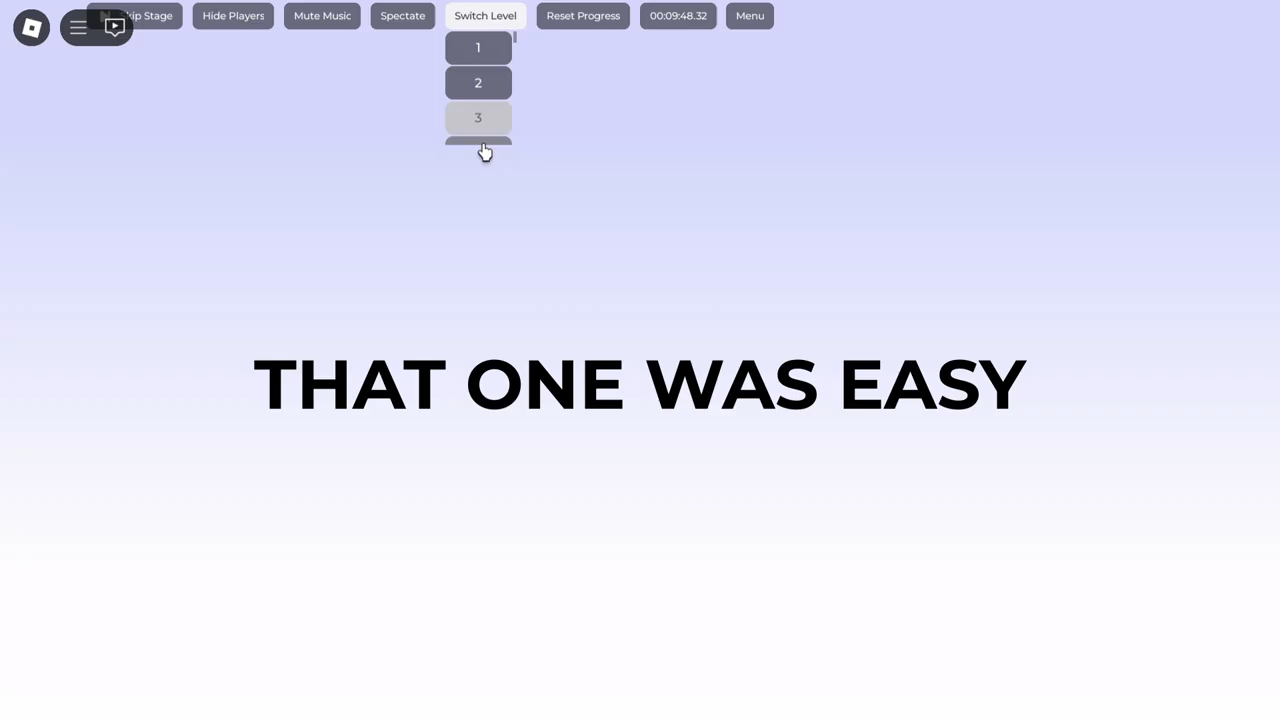 Skip Stage
Hide Players
Mute Music
Spectate
Switch Level
Reset Progress
00:09:48.32
Menu
1
2
3
THAT ONE WAS EASY